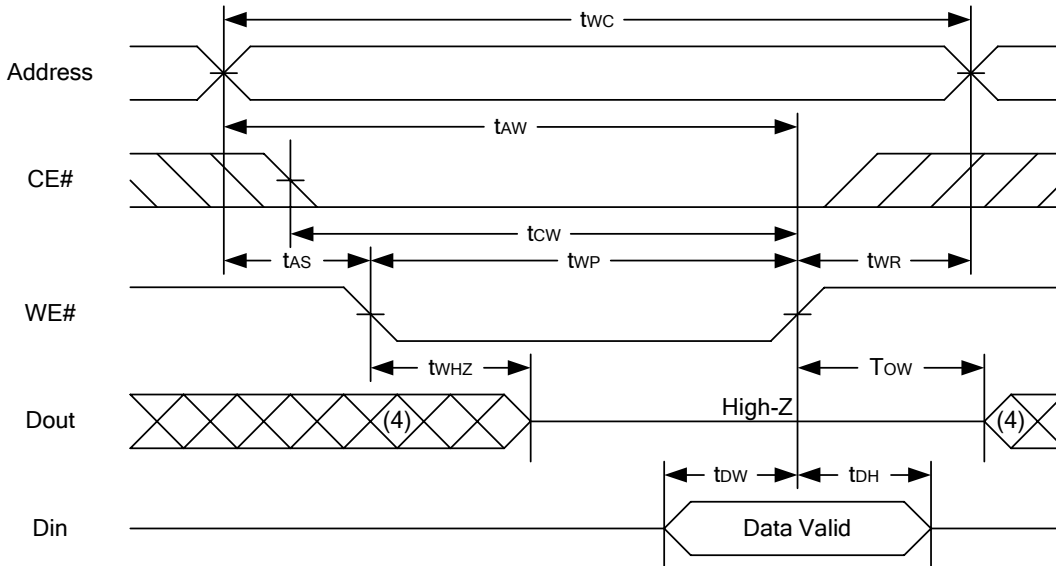 tWC
Address
tAW
CE#
tCW
tAS
tWP
tWR
WE#
tWHZ
TOW
Dout
(4)
High-Z
(4)
tDW
tDH
Din
Data Valid